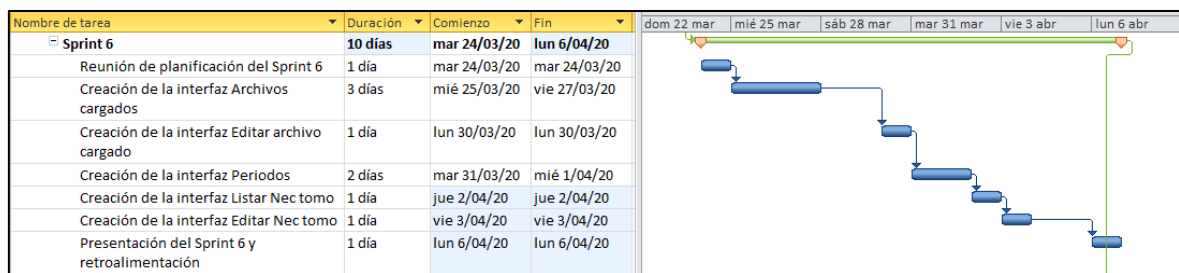 Nombre de tarea Duración Comienzo Fin dom 22 mar mié 25 mar sáb 28 mar mar 31 mar vie 3 abr lun 6 abr
Sprint 6 10 días mar 24/03/20 lun 6/04/20
Reunión de planificación del Sprint 6 1 día mar 24/03/20 mar 24/03/20
Creación de la interfaz Archivos 3 días mié 25/03/20 vie 27/03/20
cargados
Creación de la interfaz Editar archivo 1 día lun 30/03/20 lun 30/03/20
cargado
Creación de la interfaz Periodos 2 días mar 31/03/20 mié 1/04/20
Creación de la interfaz Listar Nec tomo 1 día jue 2/04/20 jue 2/04/20
Creación de la interfaz Editar Nec tomo 1 día vie 3/04/20 vie 3/04/20
Presentación del Sprint 6 y 1 día lun 6/04/20 lun 6/04/20
retroalimentación